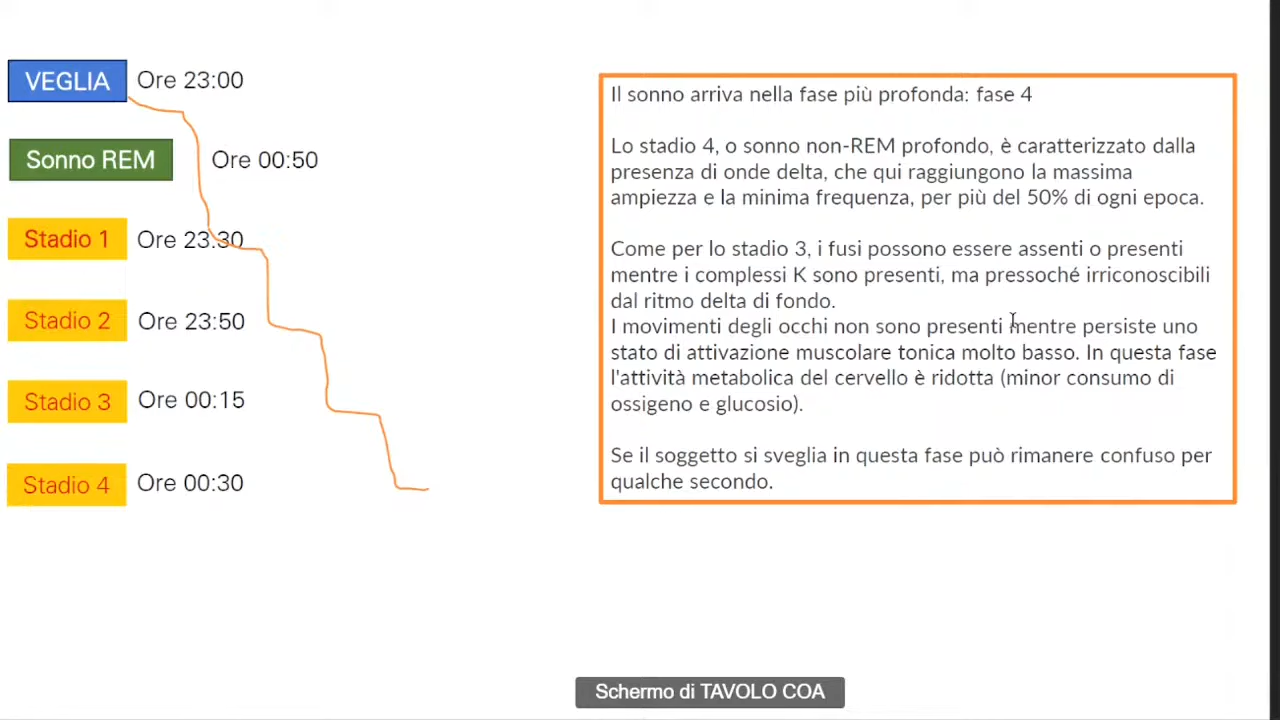 VEGLIA Ore 23:00
Sonno REM Ore 00:50
Stadio 1 Ore 23:30
Stadio 2 Ore 23:50
Stadio 3 Ore 00:15
Stadio 4 Ore 00:30
Il sonno arriva nella fase più profonda: fase 4
Lo stadio 4, o sonno non-REM profondo, è caratterizzato dalla
presenza di onde delta, che qui raggiungono la massima
ampiezza e la minima frequenza, per più del 50% di ogni epoca.
Come per lo stadio 3, i fusi possono essere assenti o presenti
mentre i complessi K sono presenti, ma pressoché irriconoscibili
dal ritmo delta di fondo.
I movimenti degli occhi non sono presenti mentre persiste uno
stato di attivazione muscolare tonica molto basso. In questa fase
l'attività metabolica del cervello è ridotta (minor consumo di
ossigeno e glucosio).
Se il soggetto si sveglia in questa fase può rimanere confuso per
qualche secondo.
Schermo di TAVOLO COA